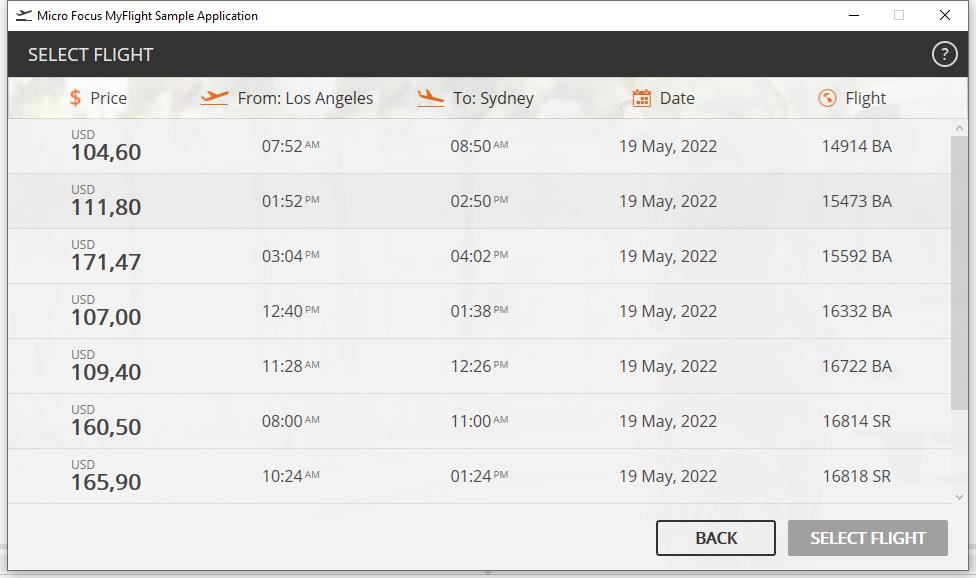 Micro Focus MyFlight Sample Application
SELECT FLIGHT ?
$ Price From: Los Angeles To: Sydney Date Flight
USD
104,60 07:52 AM 08:50 AM 19 May, 2022 14914 BA
USD
111,80 01:52 PM 02:50 PM 19 May, 2022 15473 BA
USD
171,47 03:04 PM 04:02 PM 19 May, 2022 15592 BA
USD
107,00 12:40 PM 01:38 PM 19 May, 2022 16332 BA
USD
109,40 11:28 AM 12:26 PM 19 May, 2022 16722 BA
USD
160,50 08:00 AM 11:00 AM 19 May, 2022 16814 SR
USD
165,90 10:24 AM 01:24 PM 19 May, 2022 16818 SR
BACK SELECT FLIGHT